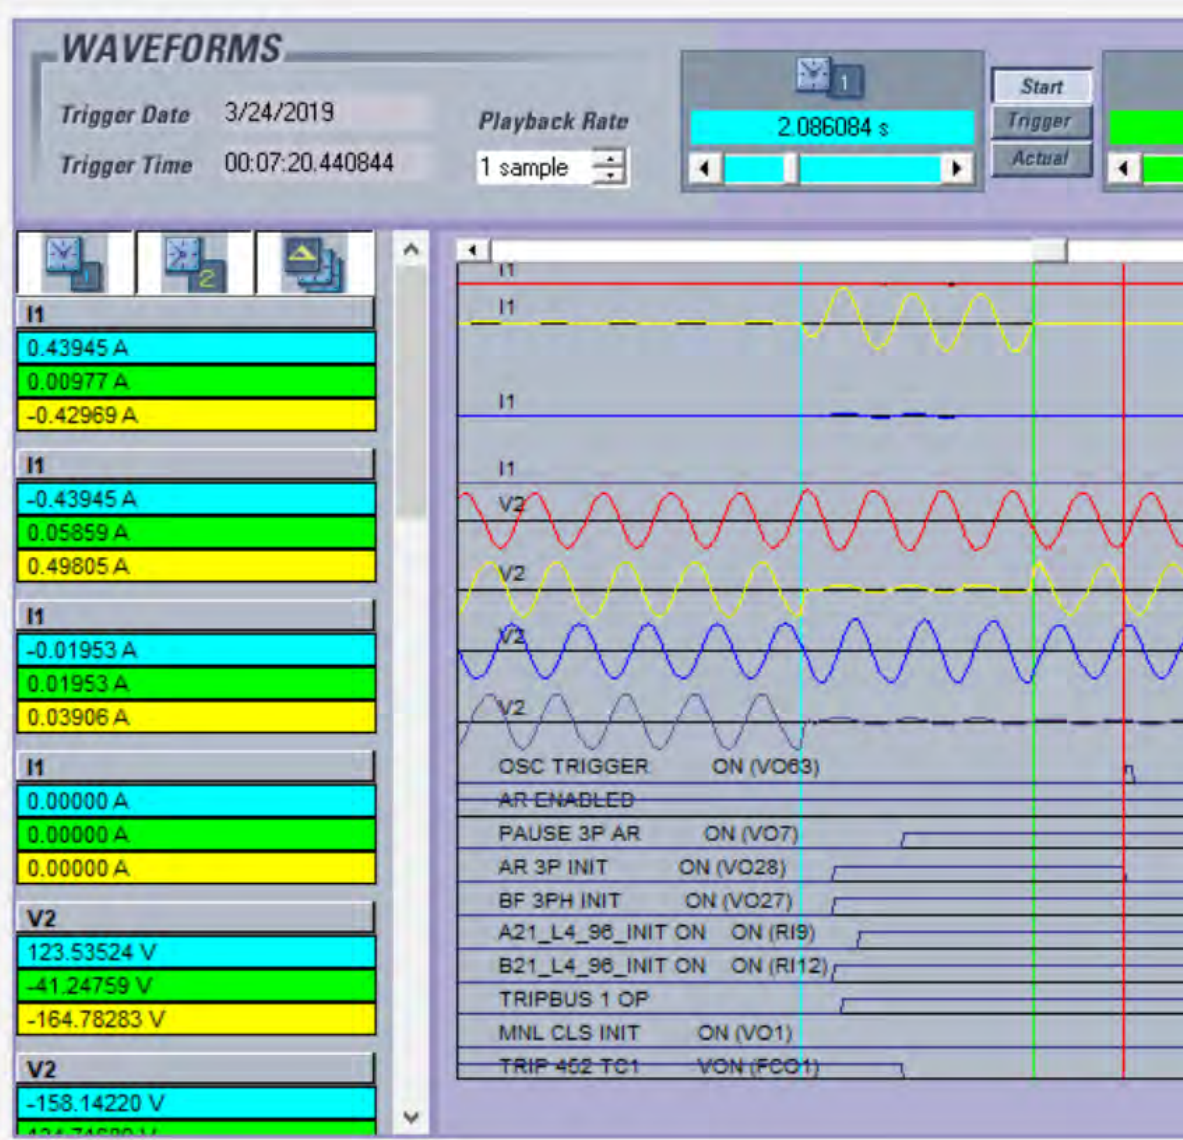 WAVEFORMS
Trigger Date 3/24/2019
Trigger Time 00:07:20.440844
Playback Rate
1 sample
1
2.086084 s
Start
Trigger
Actual
1
2
I1
0.43945 A
0.00977 A
-0.42969 A
I1
-0.43945 A
0.05859 A
0.49805 A
I1
-0.01953 A
0.01953 A
0.03906 A
I1
0.00000 A
0.00000 A
0.00000 A
V2
123.53524 V
-41.24759 V
-164.78283 V
V2
-158.14220 V
I1
I1
I1
I1
V2
V2
V2
V2
OSC TRIGGER ON (VO63)
AR ENABLED
PAUSE 3P AR ON (VO7)
AR 3P INIT ON (VO28)
BF 3PH INIT ON (VO27)
A21_L4_96_INIT ON ON (RI9)
B21_L4_96_INIT ON ON (RI12)
TRIPBUS 1 OP
MNL CLS INIT ON (VO1)
TRIP 452 TC1 VON (FCO1)